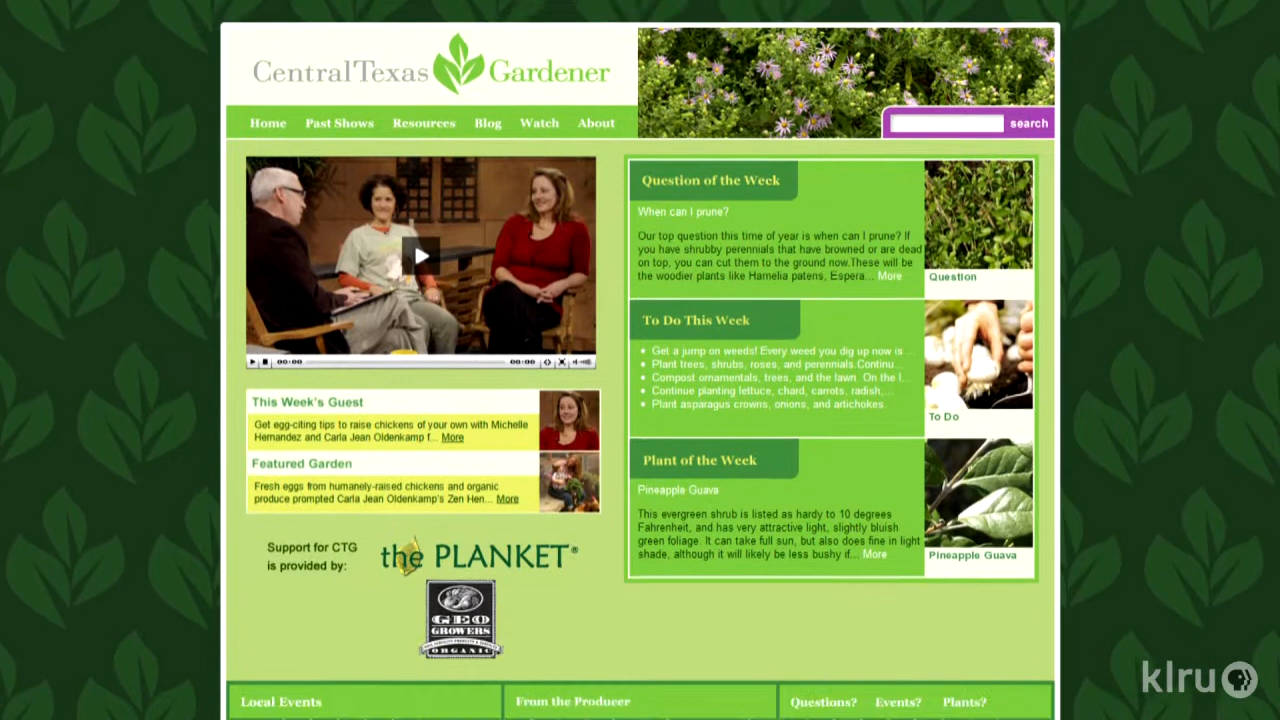 CentralTexas Gardener
Home Past Shows Resources Blog Watch About
search
00:00 00:00
This Week's Guest
Get egg-citing tips to raise chickens of your own with Michelle
Hernandez and Carla Jean Oldenkamp f... More
Featured Garden
Fresh eggs from humanely-raised chickens and organic
produce prompted Carla Jean Oldenkamp's Zen Hen... More
Support for CTG
is provided by:
the PLANKET®
GEO
GROWERS
ORGANIC
Question of the Week
When can I prune?
Our top question this time of year is when can I prune? If
you have shrubby perennials that have browned or are dead
on top, you can cut them to the ground now.These will be
the woodier plants like Hamelia patens, Espera... More
Question
To Do This Week
• Get a jump on weeds! Every weed you dig up now is ...
• Plant trees, shrubs, roses, and perennials.Continu...
• Compost ornamentals, trees, and the lawn. On the l...
• Continue planting lettuce, chard, carrots, radish,...
• Plant asparagus crowns, onions, and artichokes.
To Do
Plant of the Week
Pineapple Guava
This evergreen shrub is listed as hardy to 10 degrees
Fahrenheit, and has very attractive light, slightly bluish
green foliage. It can take full sun, but also does fine in light
shade, although it will likely be less bushy if... More
Pineapple Guava
Local Events
From the Producer
Questions? Events? Plants?
klru